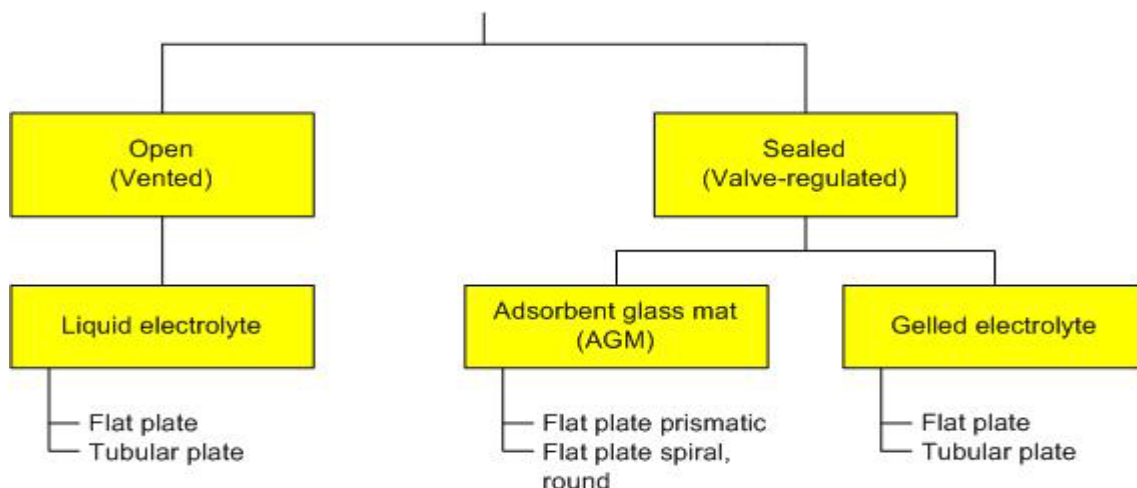 Open
(Vented)
Sealed
(Valve-regulated)
Liquid electrolyte
Adsorbent glass mat
(AGM)
Gelled electrolyte
Flat plate
Tubular plate
Flat plate prismatic
Flat plate spiral,
round
Flat plate
Tubular plate